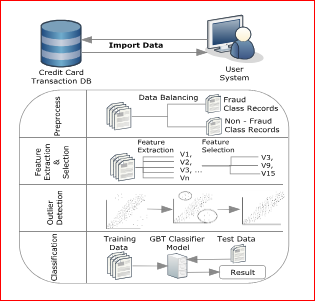 Import Data
Credit Card
Transaction DB
User
System
Preprocess
Data Balancing
Fraud
Class Records
Non - Fraud
Class Records
Feature
Extraction
&
Selection
Feature
Extraction
V1,
V2,
V3, ...
Vn
Feature
Selection
V3,
V9,
V15
Outlier
Detection
Classification
Training
Data
GBT Classifier
Model
Test Data
Result